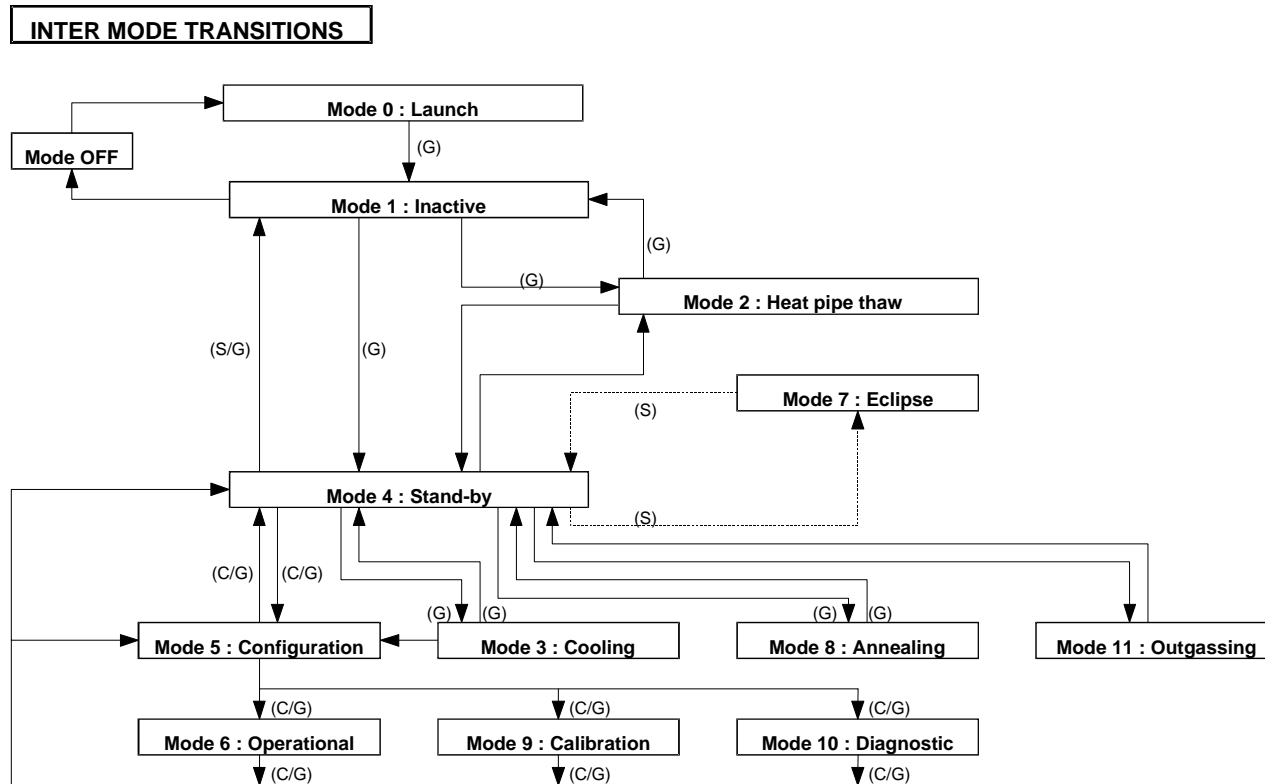 INTER MODE TRANSITIONS
Mode 0 : Launch
(G)
Mode OFF
Mode 1 : Inactive
(G)
(G)
Mode 2 : Heat pipe thaw
(S/G)
(G)
Mode 7 : Eclipse
(S)
Mode 4 : Stand-by
(S)
(C/G)
(C/G)
(G)
(G)
(G)
(G)
Mode 5 : Configuration
Mode 3 : Cooling
Mode 8 : Annealing
Mode 11 : Outgassing
(C/G)
(C/G)
(C/G)
Mode 6 : Operational
Mode 9 : Calibration
Mode 10 : Diagnostic
(C/G)
(C/G)
(C/G)